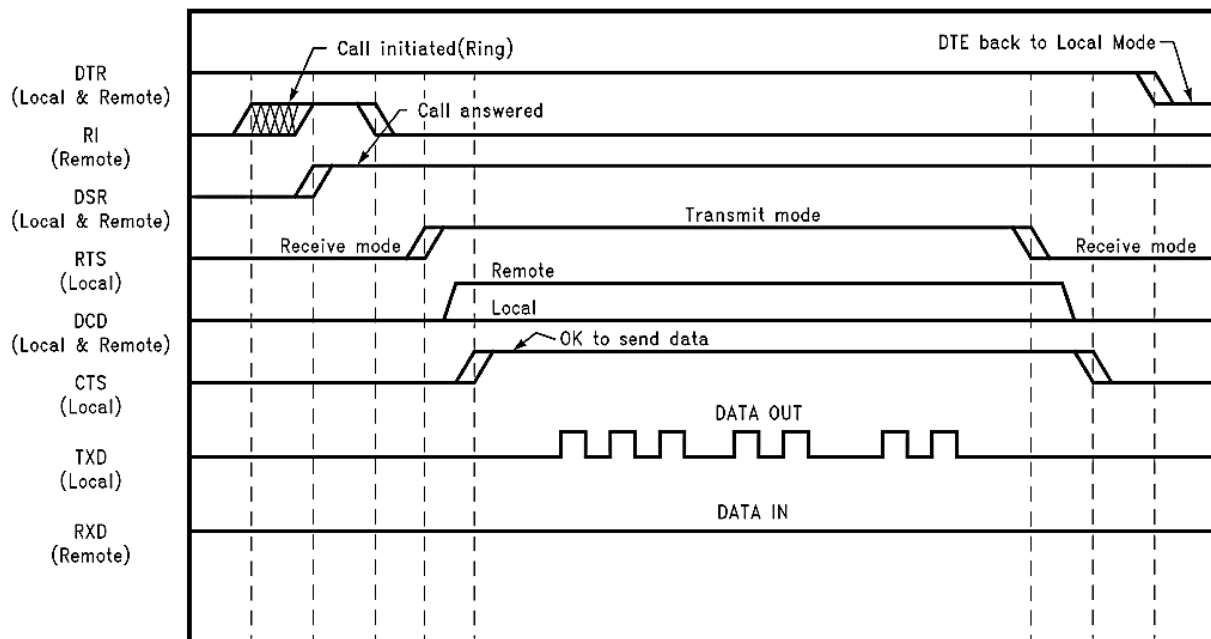 Call initiated(Ring)
DTE back to Local Mode
DTR
(Local & Remote)
Call answered
RI
(Remote)
DSR
(Local & Remote)
Transmit mode
Receive mode
Receive mode
RTS
(Local)
Remote
Local
DCD
(Local & Remote)
OK to send data
CTS
(Local)
DATA OUT
TXD
(Local)
DATA IN
RXD
(Remote)